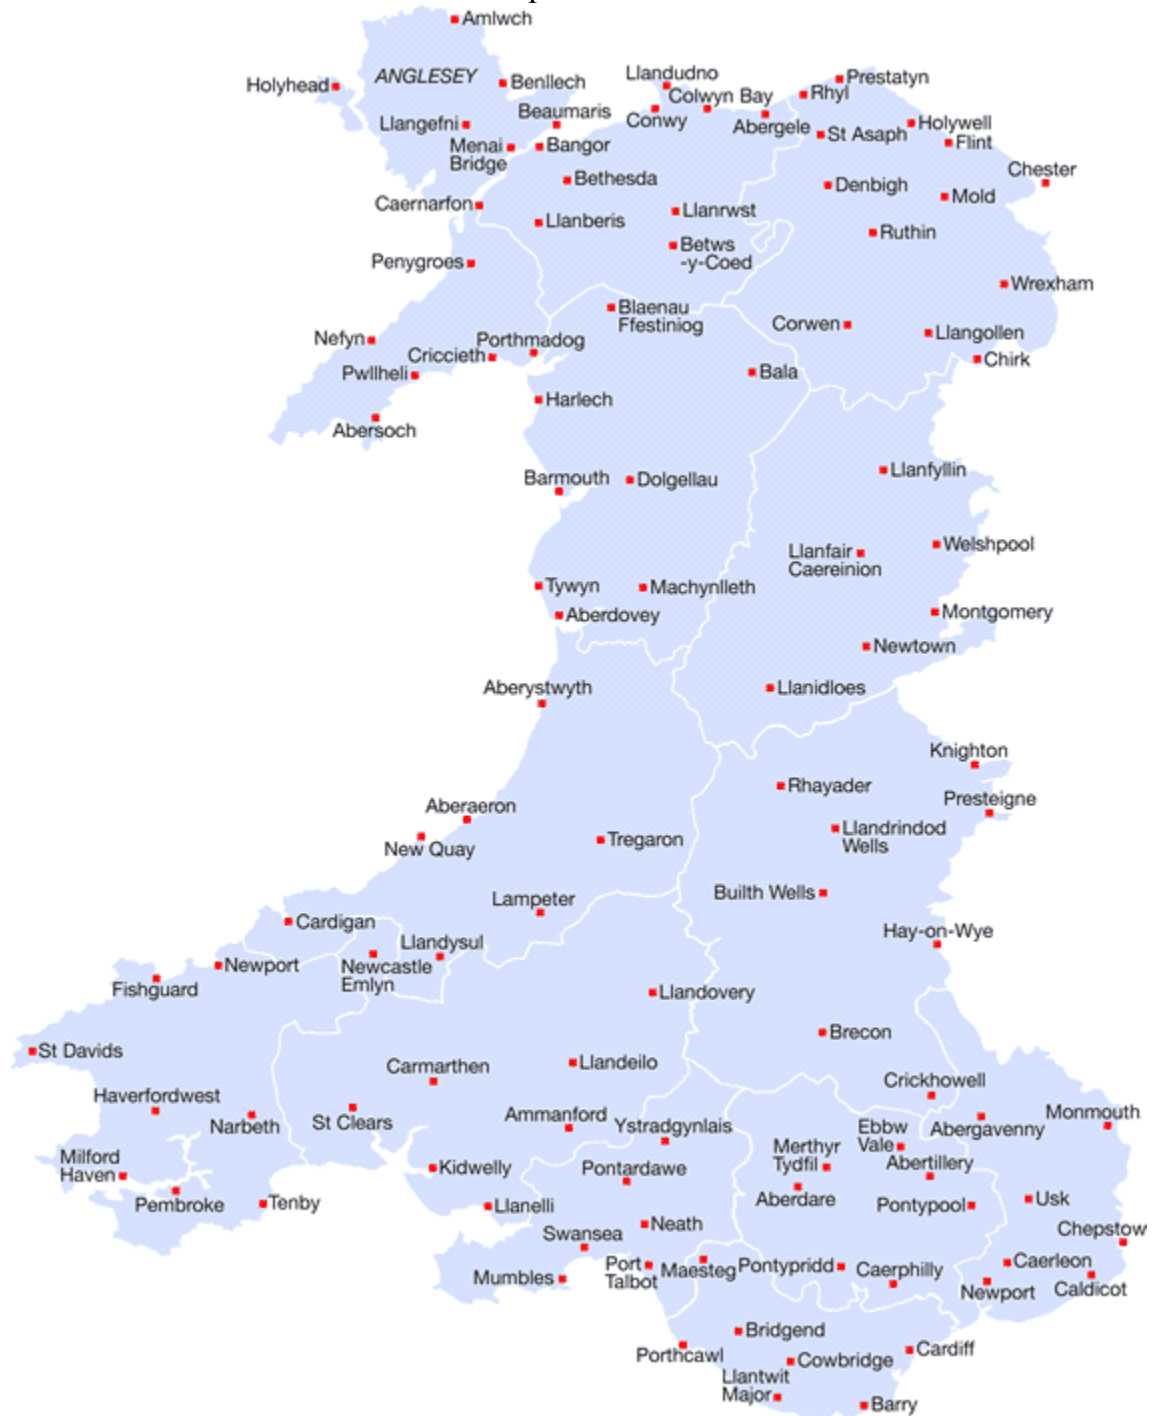 Amlwch
ANGLESEY
Holyhead
Benllech
Llandudno
Prestatyn
Colwyn Bay
Rhyl
Beaumaris
Conwy
Abergele
Llangefni
Holywell
St Asaph
Flint
Menai
Bridge
Bangor
Chester
Bethesda
Denbigh
Mold
Caernarfon
Llanrwst
Llanberis
Ruthin
Betws
-y-Coed
Penygroes
Wrexham
Blaenau
Ffestiniog
Corwen
Llangollen
Nefyn
Porthmadog
Criccieth
Chirk
Pwllheli
Bala
Harlech
Abersoch
Llanfyllin
Barmouth
Dolgellau
Welshpool
Llanfair
Caereinion
Tywyn
Machynlleth
Aberdovey
Montgomery
Newtown
Aberystwyth
Llanidloes
Knighton
Rhayader
Presteigne
Aberaeron
Llandrindod
Wells
New Quay
Tregaron
Builth Wells
Lampeter
Cardigan
Hay-on-Wye
Llandysul
Newport
Newcastle
Emlyn
Fishguard
Llandovery
Brecon
St Davids
Llandeilo
Carmarthen
Crickhowell
Haverfordwest
Narbeth
St Clears
Ammanford
Ystradgynlais
Ebbw
Vale
Abergavenny
Monmouth
Merthyr
Tydfil
Abertillery
Milford
Haven
Kidwelly
Pontardawe
Aberdare
Pembroke
Tenby
Llanelli
Pontypool
Usk
Swansea
Neath
Chepstow
Port
Talbot
Maesteg
Pontypridd
Caerphilly
Caerleon
Mumbles
Newport
Caldicot
Bridgend
Porthcawl
Cowbridge
Cardiff
Llantwit
Major
Barry